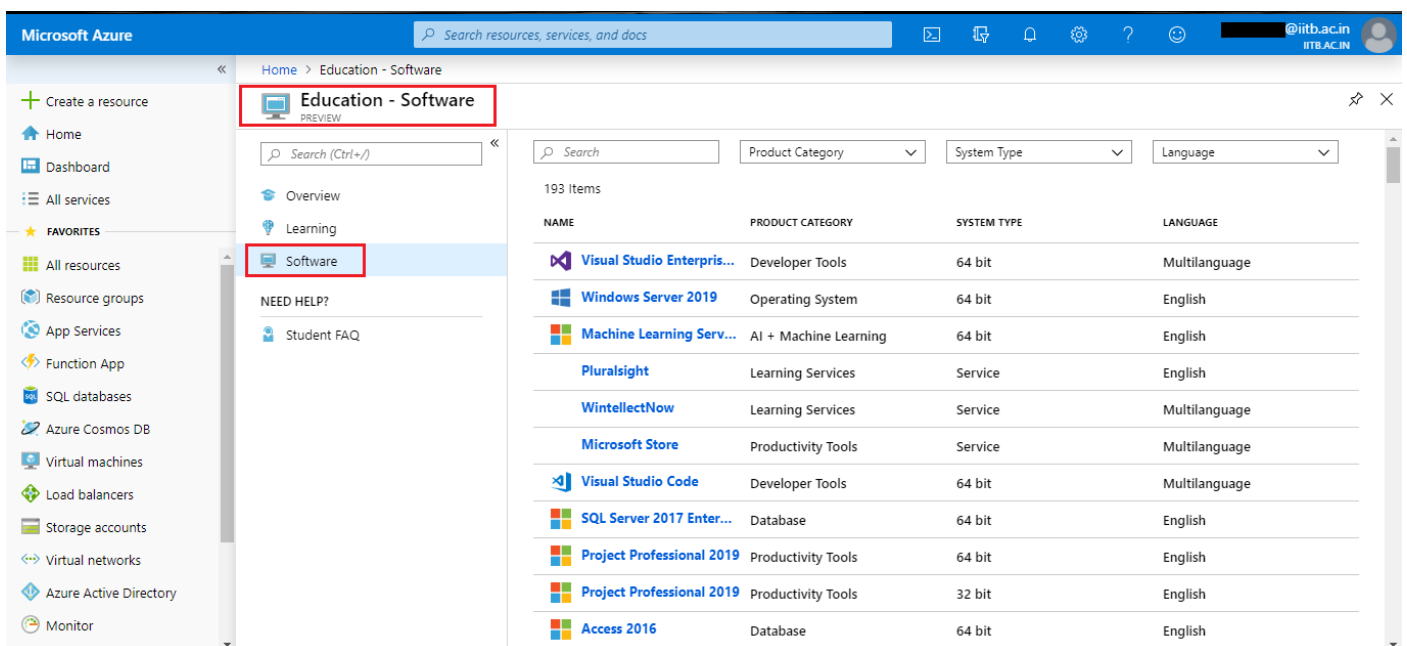 Microsoft Azure
Search resources, services, and docs
@iitb.ac.in
IITB.AC.IN
Home > Education - Software
Create a resource
Home
Dashboard
All services
FAVORITES
All resources
Resource groups
App Services
Function App
SQL databases
Azure Cosmos DB
Virtual machines
Load balancers
Storage accounts
Virtual networks
Azure Active Directory
Monitor
Education - Software
PREVIEW
Search (Ctrl+/)
Overview
Learning
Software
NEED HELP?
Student FAQ
Search Product Category System Type Language
193 Items
NAME PRODUCT CATEGORY SYSTEM TYPE LANGUAGE
Visual Studio Enterpris... Developer Tools 64 bit Multilanguage
Windows Server 2019 Operating System 64 bit English
Machine Learning Serv... AI + Machine Learning 64 bit English
Pluralsight Learning Services Service English
WintellectNow Learning Services Service Multilanguage
Microsoft Store Productivity Tools Service Multilanguage
Visual Studio Code Developer Tools 64 bit Multilanguage
SQL Server 2017 Enter... Database 64 bit English
Project Professional 2019 Productivity Tools 64 bit English
Project Professional 2019 Productivity Tools 32 bit English
Access 2016 Database 64 bit English